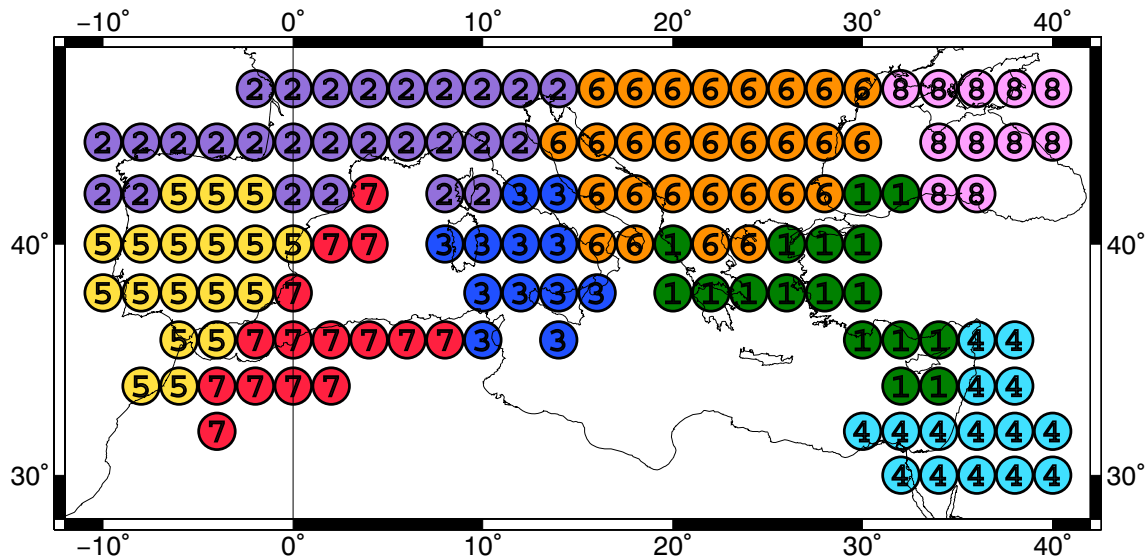 −10° 0° 10° 20° 30° 40°
2 2 2 2 2 2 2 2 2 6 6 6 6 6 6 6 6 8 8 8 8 8
2 2 2 2 2 2 2 2 2 2 2 2 6 6 6 6 6 6 6 6 6 8 8 8 8
2 2 5 5 5 2 2 7 2 2 3 3 6 6 6 6 6 6 6 1 1 8 8
40° 5 5 5 5 5 5 7 7 3 3 3 3 6 6 1 6 6 1 1 1 40°
5 5 5 5 5 7 3 3 3 3 1 1 1 1 1 1
5 5 7 7 7 7 7 7 3 3 1 1 1 4 4
5 5 7 7 7 7 1 1 4 4
7 4 4 4 4 4 4
30° 4 4 4 4 4 30°
−10° 0° 10° 20° 30° 40°